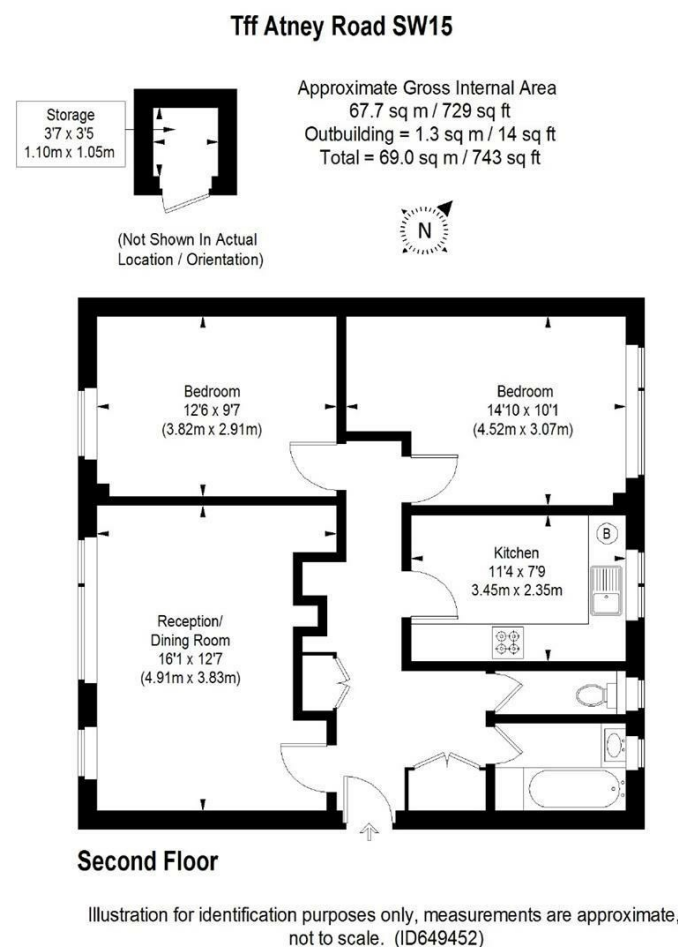 Tff Atney Road SW15
Approximate Gross Internal Area
67.7 sq m / 729 sq ft
Outbuilding = 1.3 sq m / 14 sq ft
Total = 69.0 sq m / 743 sq ft
Storage
3'7 x 3'5
1.10m x 1.05m
(Not Shown In Actual
Location / Orientation)
N
Bedroom
12'6 x 9'7
(3.82m x 2.91m)
Bedroom
14'10 x 10'1
(4.52m x 3.07m)
Kitchen
11'4 x 7'9
3.45m x 2.35m
B
Reception/
Dining Room
16'1 x 12'7
(4.91m x 3.83m)
Second Floor
Illustration for identification purposes only, measurements are approximate,
not to scale. (ID649452)